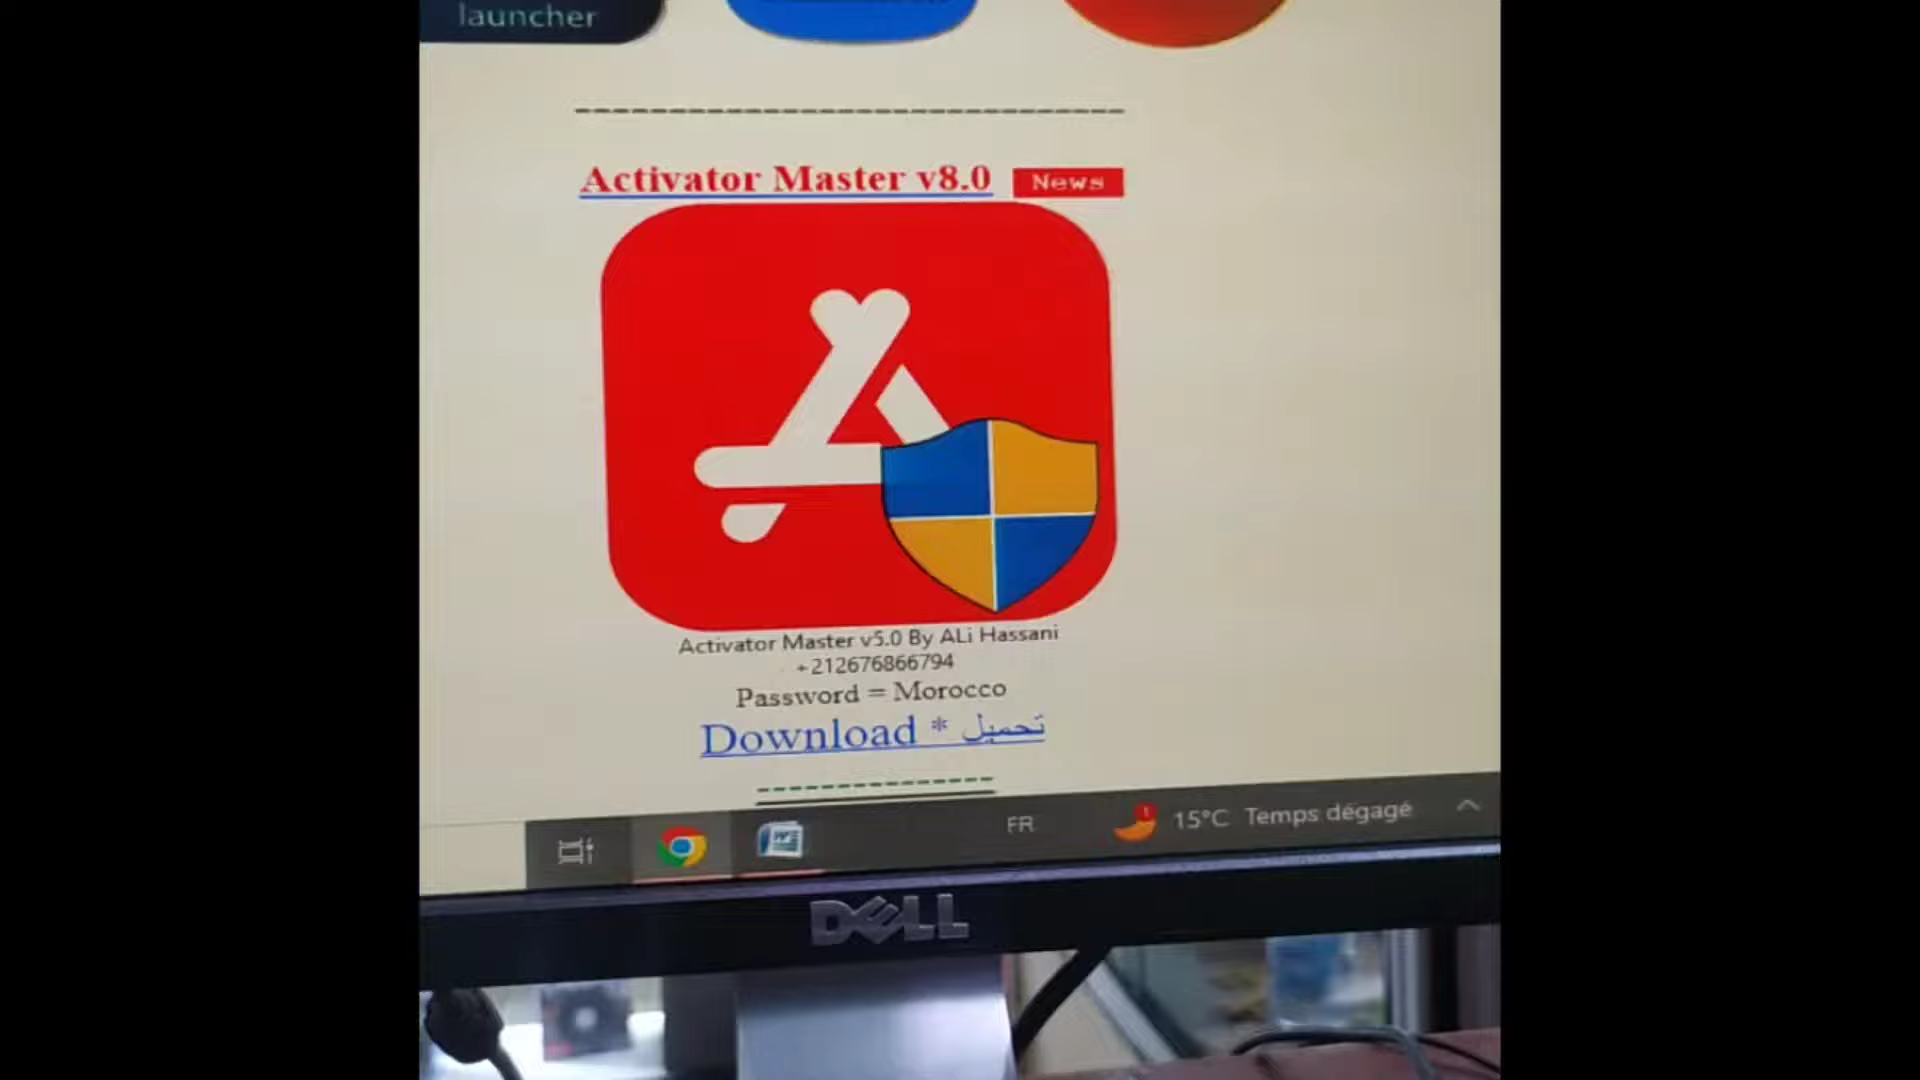 launcher
Activator Master v8.0 News
Activator Master v5.0 By ALi Hassani
+212676866794
Password = Morocco
Download * تحميل
FR 15°C Temps dégagé
DELL